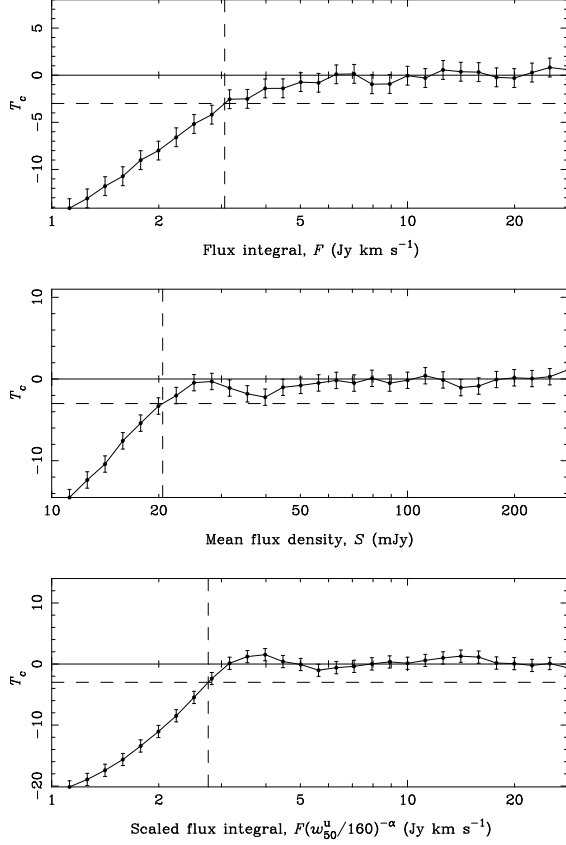 5
0
−5
−10
T_c
1 2 5 10 20
Flux integral, F (Jy km s⁻¹)
10
0
−10
T_c
10 20 50 100 200
Mean flux density, S (mJy)
10
0
−10
−20
T_c
1 2 5 10 20
Scaled flux integral, F(w₅₀ᵘ/160)⁻ᵅ (Jy km s⁻¹)